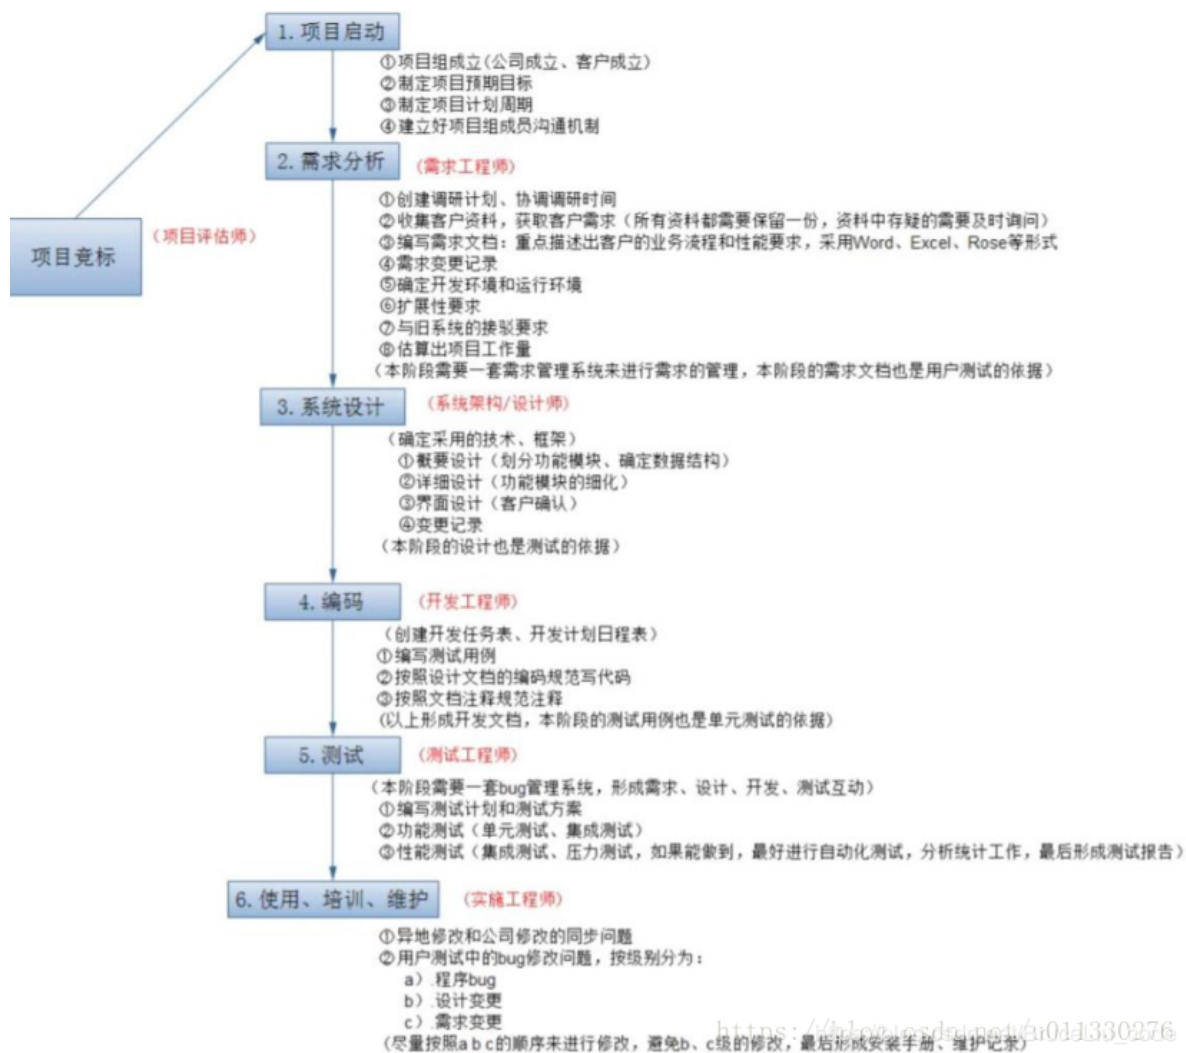 1.项目启动
①项目组成立(公司成立、客户成立)
②制定项目预期目标
③制定项目计划周期
④建立好项目组成员沟通机制
2.需求分析 (需求工程师)
①创建调研计划、协调调研时间
②收集客户资料，获取客户需求（所有资料都需要保留一份，资料中存疑的需要及时询问）
③编写需求文档：重点描述出客户的业务流程和性能要求，采用Word、Excel、Rose等形式
④需求变更记录
⑤确定开发环境和运行环境
⑥扩展性要求
⑦与旧系统的接驳要求
⑧估算出项目工作量
（本阶段需要一套需求管理系统来进行需求的管理，本阶段的需求文档也是用户测试的依据）
项目竞标 (项目评估师)
3.系统设计 (系统架构/设计师)
（确定采用的技术、框架）
①概要设计（划分功能模块、确定数据结构）
②详细设计（功能模块的细化）
③界面设计（客户确认）
④变更记录
（本阶段的设计也是测试的依据）
4.编码 (开发工程师)
（创建开发任务表、开发计划日程表）
①编写测试用例
②按照设计文档的编码规范写代码
③按照文档注释规范注释
(以上形成开发文档，本阶段的测试用例也是单元测试的依据）
5.测试 (测试工程师)
（本阶段需要一套bug管理系统，形成需求、设计、开发、测试互动）
①编写测试计划和测试方案
②功能测试（单元测试、集成测试）
③性能测试（集成测试、压力测试，如果能做到，最好进行自动化测试，分析统计工作，最后形成测试报告）
6.使用、培训、维护 (实施工程师)
①异地修改和公司修改的同步问题
②用户测试中的bug修改问题，按级别分为：
a）.程序bug
b）.设计变更
c）.需求变更
(尽量按照a b c的顺序来进行修改，避免b、c级的修改，最后形成安装手册、维护记录)
https://blog.csdn.net/u011330276